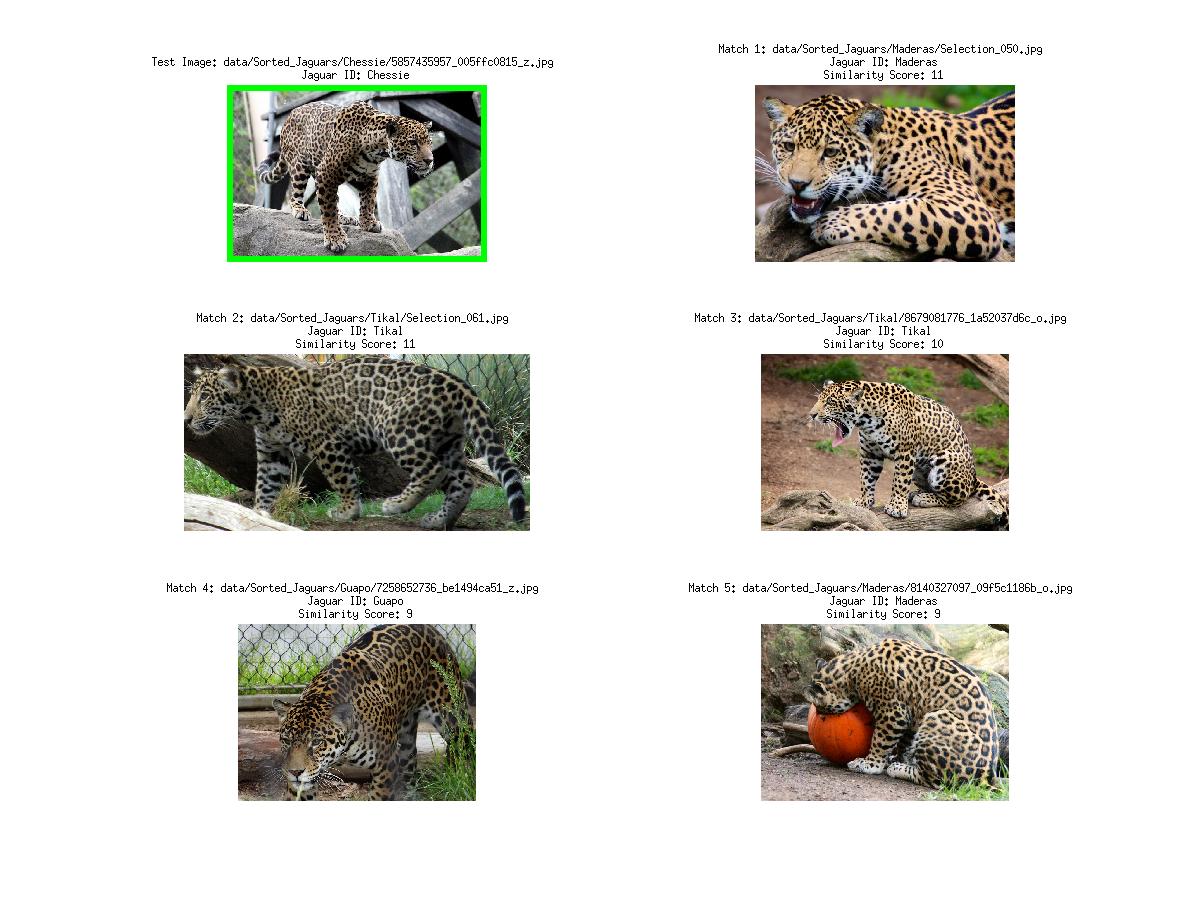 Test Image: data/Sorted_Jaguars/Chessie/5857435957_005ffc0815_z.jpg
Jaguar ID: Chessie
Match 1: data/Sorted_Jaguars/Maderas/Selection_050.jpg
Jaguar ID: Maderas
Similarity Score: 11
Match 2: data/Sorted_Jaguars/Tikal/Selection_061.jpg
Jaguar ID: Tikal
Similarity Score: 11
Match 3: data/Sorted_Jaguars/Tikal/8679081776_1a52037d6c_o.jpg
Jaguar ID: Tikal
Similarity Score: 10
Match 4: data/Sorted_Jaguars/Guapo/7258652736_be1494ca51_z.jpg
Jaguar ID: Guapo
Similarity Score: 9
Match 5: data/Sorted_Jaguars/Maderas/8140327097_09f5c1186b_o.jpg
Jaguar ID: Maderas
Similarity Score: 9